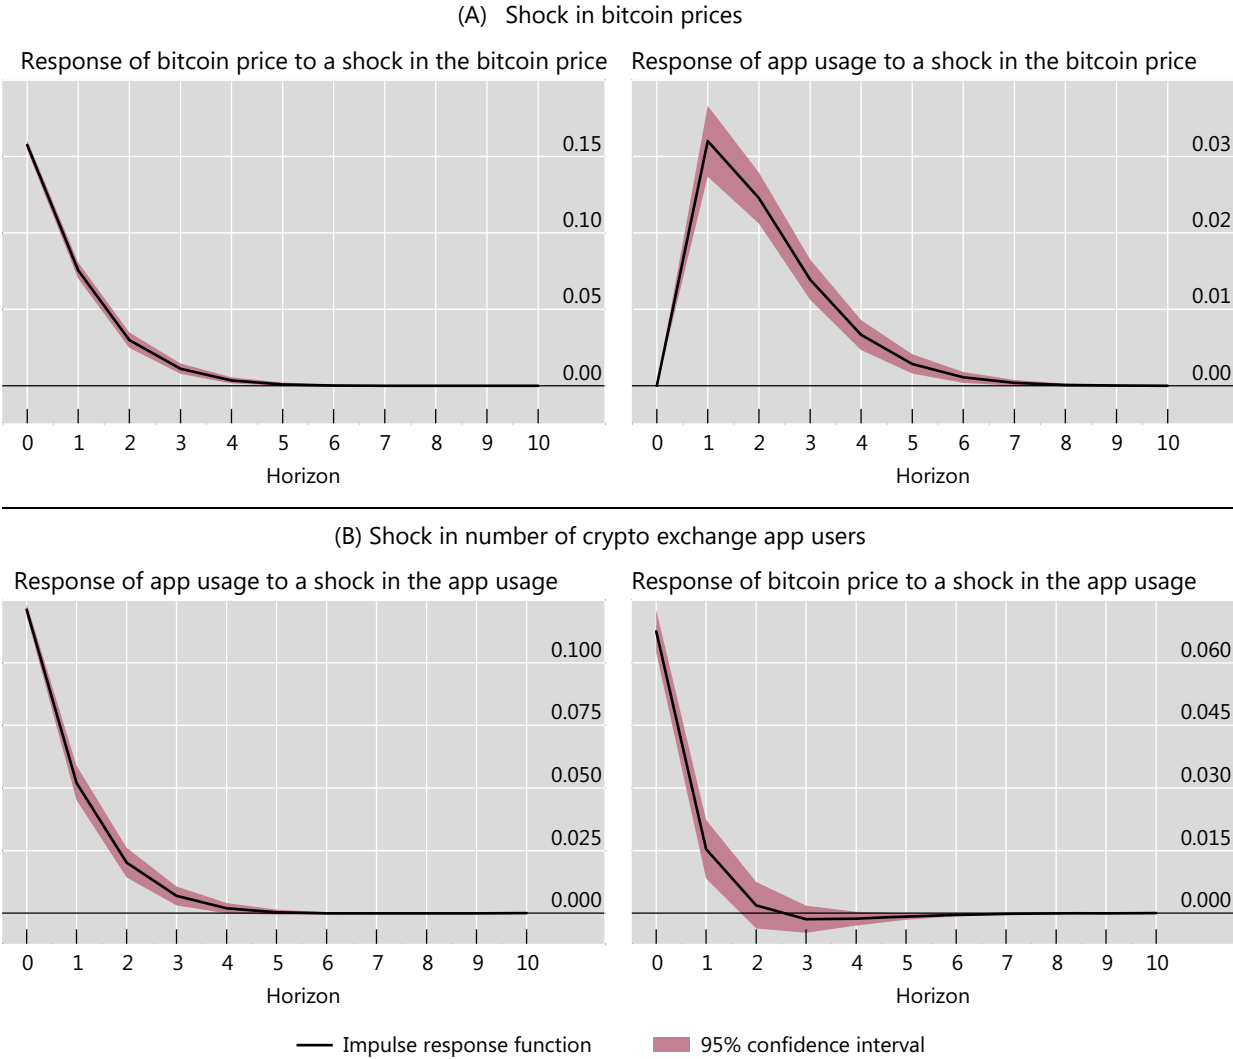 (A) Shock in bitcoin prices
Response of bitcoin price to a shock in the bitcoin price
Response of app usage to a shock in the bitcoin price
0.15
0.10
0.05
0.00
0 1 2 3 4 5 6 7 8 9 10
Horizon
0.03
0.02
0.01
0.00
0 1 2 3 4 5 6 7 8 9 10
Horizon
(B) Shock in number of crypto exchange app users
Response of app usage to a shock in the app usage
Response of bitcoin price to a shock in the app usage
0.100
0.075
0.050
0.025
0.000
0 1 2 3 4 5 6 7 8 9 10
Horizon
0.060
0.045
0.030
0.015
0.000
0 1 2 3 4 5 6 7 8 9 10
Horizon
Impulse response function
95% confidence interval